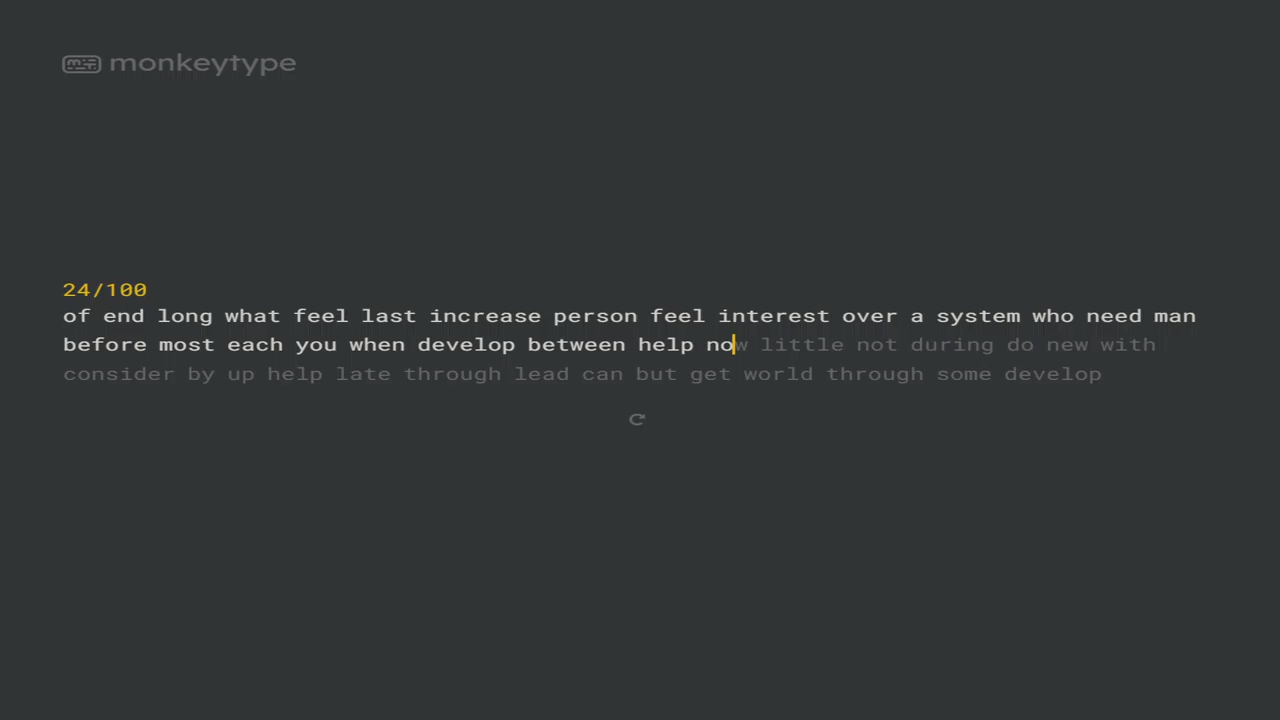 monkeytype
24/100
of end long what feel last increase person feel interest over a system who need man
before most each you when develop between help now little not during do new with
consider by up help late through lead can but get world through some develop